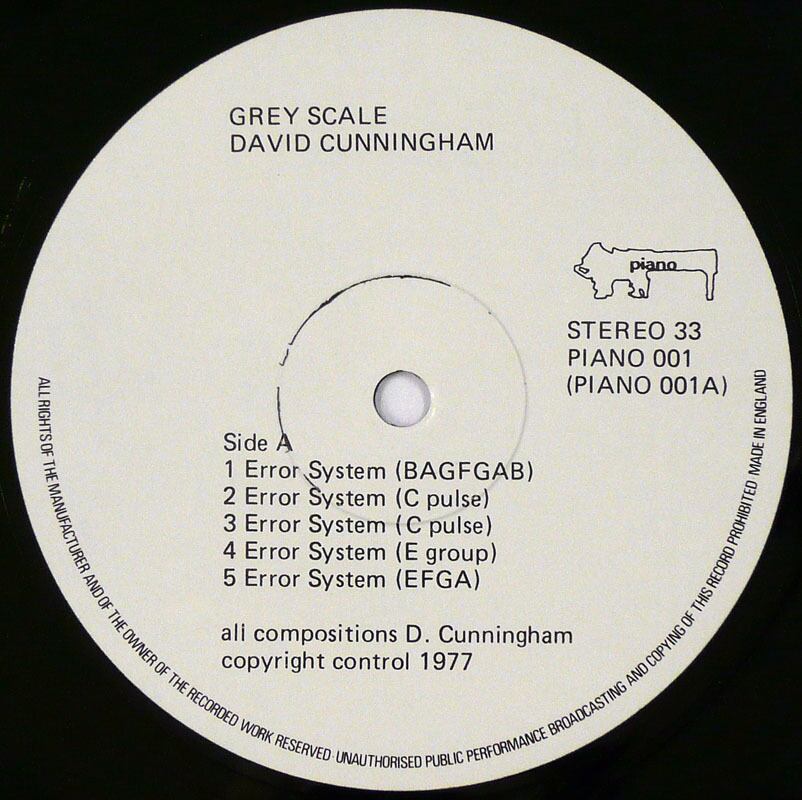 GREY SCALE
DAVID CUNNINGHAM
piano
STEREO 33
PIANO 001
(PIANO 001A)
Side A
1 Error System (BAGFGAB)
2 Error System (C pulse)
3 Error System (C pulse)
4 Error System (E group)
5 Error System (EFGA)
all compositions D. Cunningham
copyright control 1977
ALL RIGHTS OF THE MANUFACTURER AND OF THE OWNER OF THE RECORDED WORK RESERVED · UNAUTHORISED PUBLIC PERFORMANCE BROADCASTING AND COPYING OF THIS RECORD PROHIBITED MADE IN ENGLAND